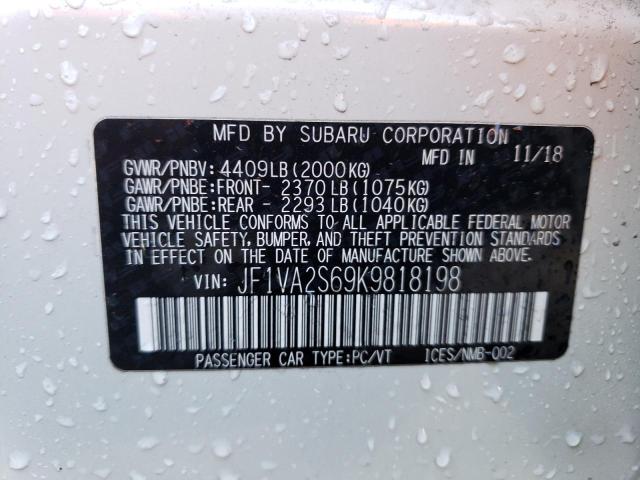 MFD BY SUBARU CORPORATION
MFD IN 11/18
GVWR/PNBV: 4409LB(2000KG)
GAWR/PNBE:FRONT- 2370LB(1075KG)
GAWR/PNBE:REAR - 2293LB(1040KG)
THIS VEHICLE CONFORMS TO ALL APPLICABLE FEDERAL MOTOR
VEHICLE SAFETY, BUMPER, AND THEFT PREVENTION STANDARDS
IN EFFECT ON THE DATE OF MANUFACTURE SHOWN ABOVE.
VIN: JF1VA2S69K9818198
PASSENGER CAR TYPE:PC/VT ICES/NMB-002